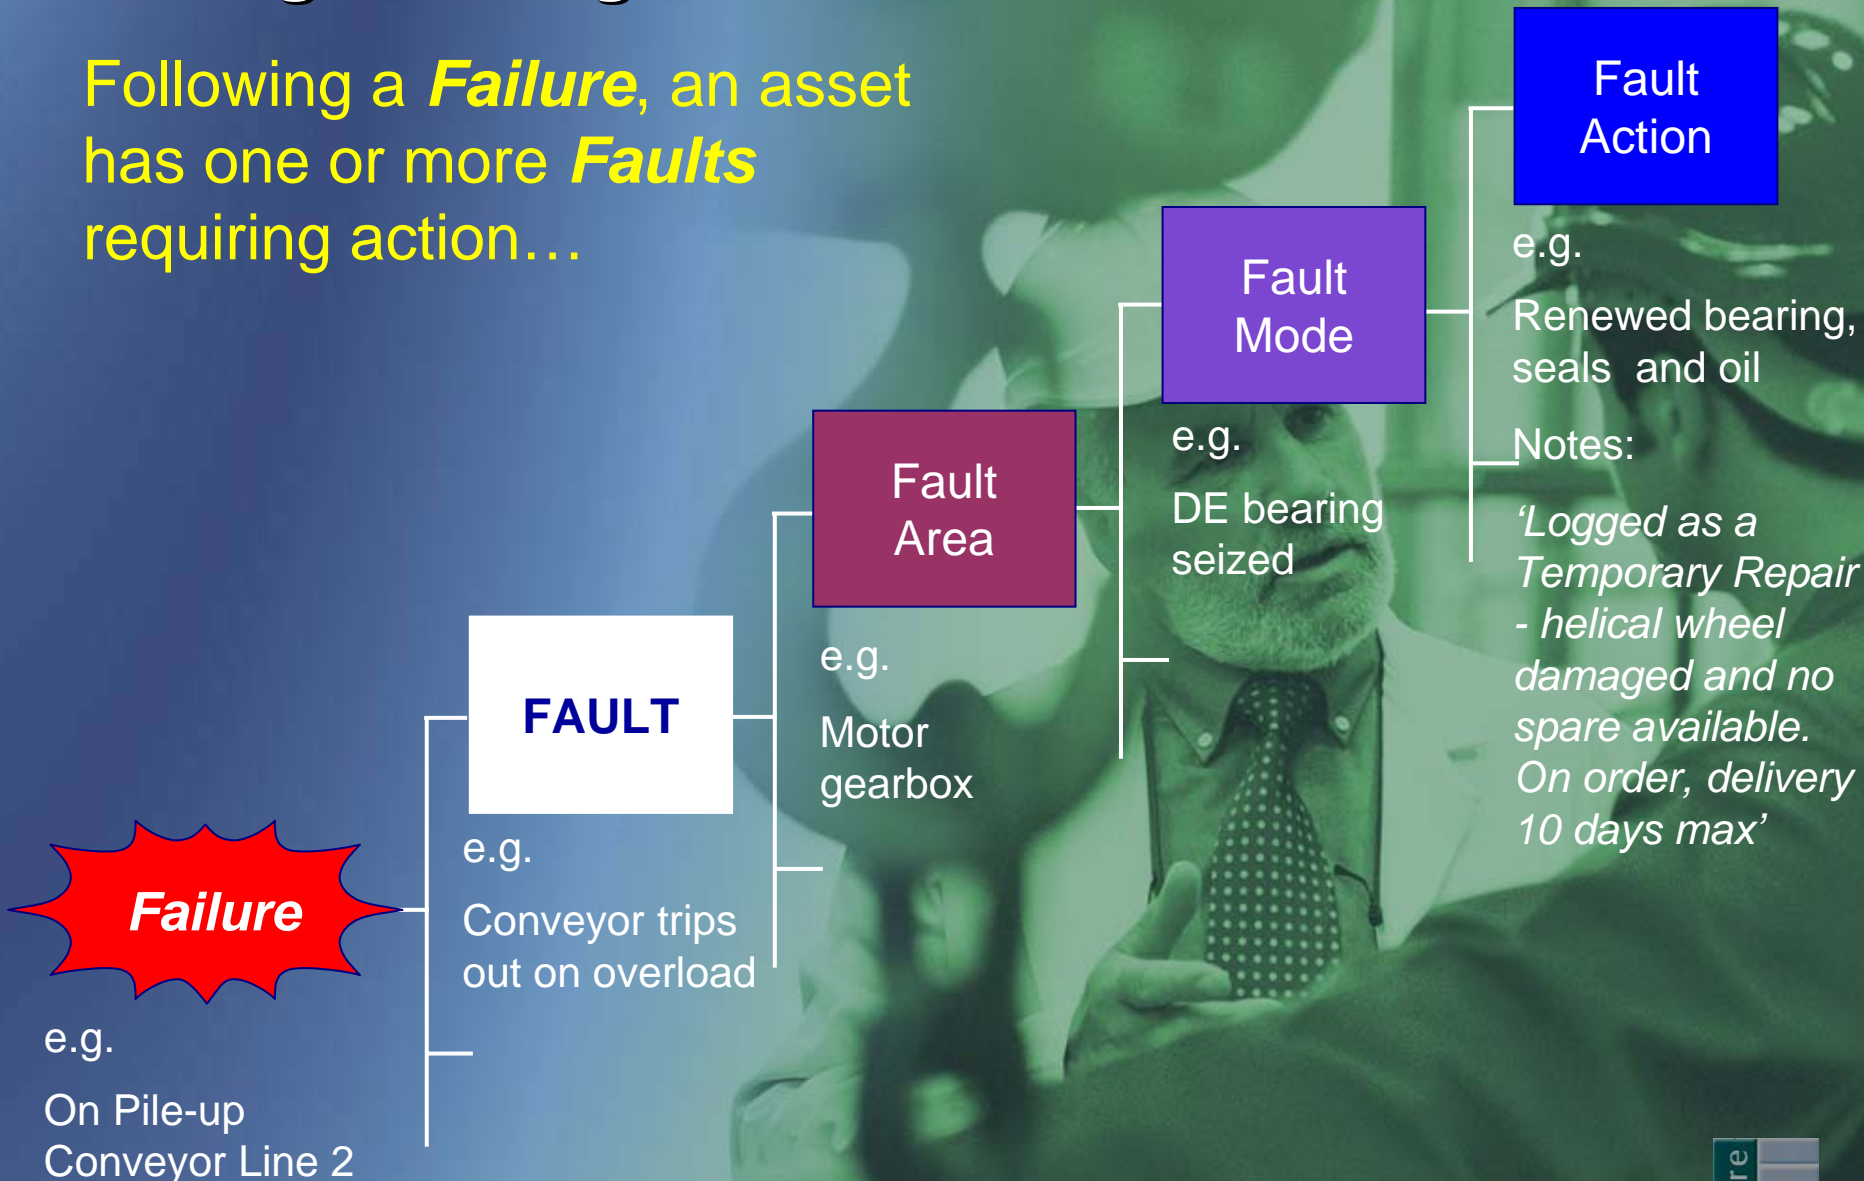 Following a Failure, an asset
has one or more Faults
requiring action…
Fault
Action
e.g.
Renewed bearing,
seals and oil
Notes:
‘Logged as a
Temporary Repair
- helical wheel
damaged and no
spare available.
On order, delivery
10 days max’
Fault
Mode
e.g.
DE bearing
seized
Fault
Area
e.g.
Motor
gearbox
FAULT
e.g.
Conveyor trips
out on overload
Failure
e.g.
On Pile-up
Conveyor Line 2
re